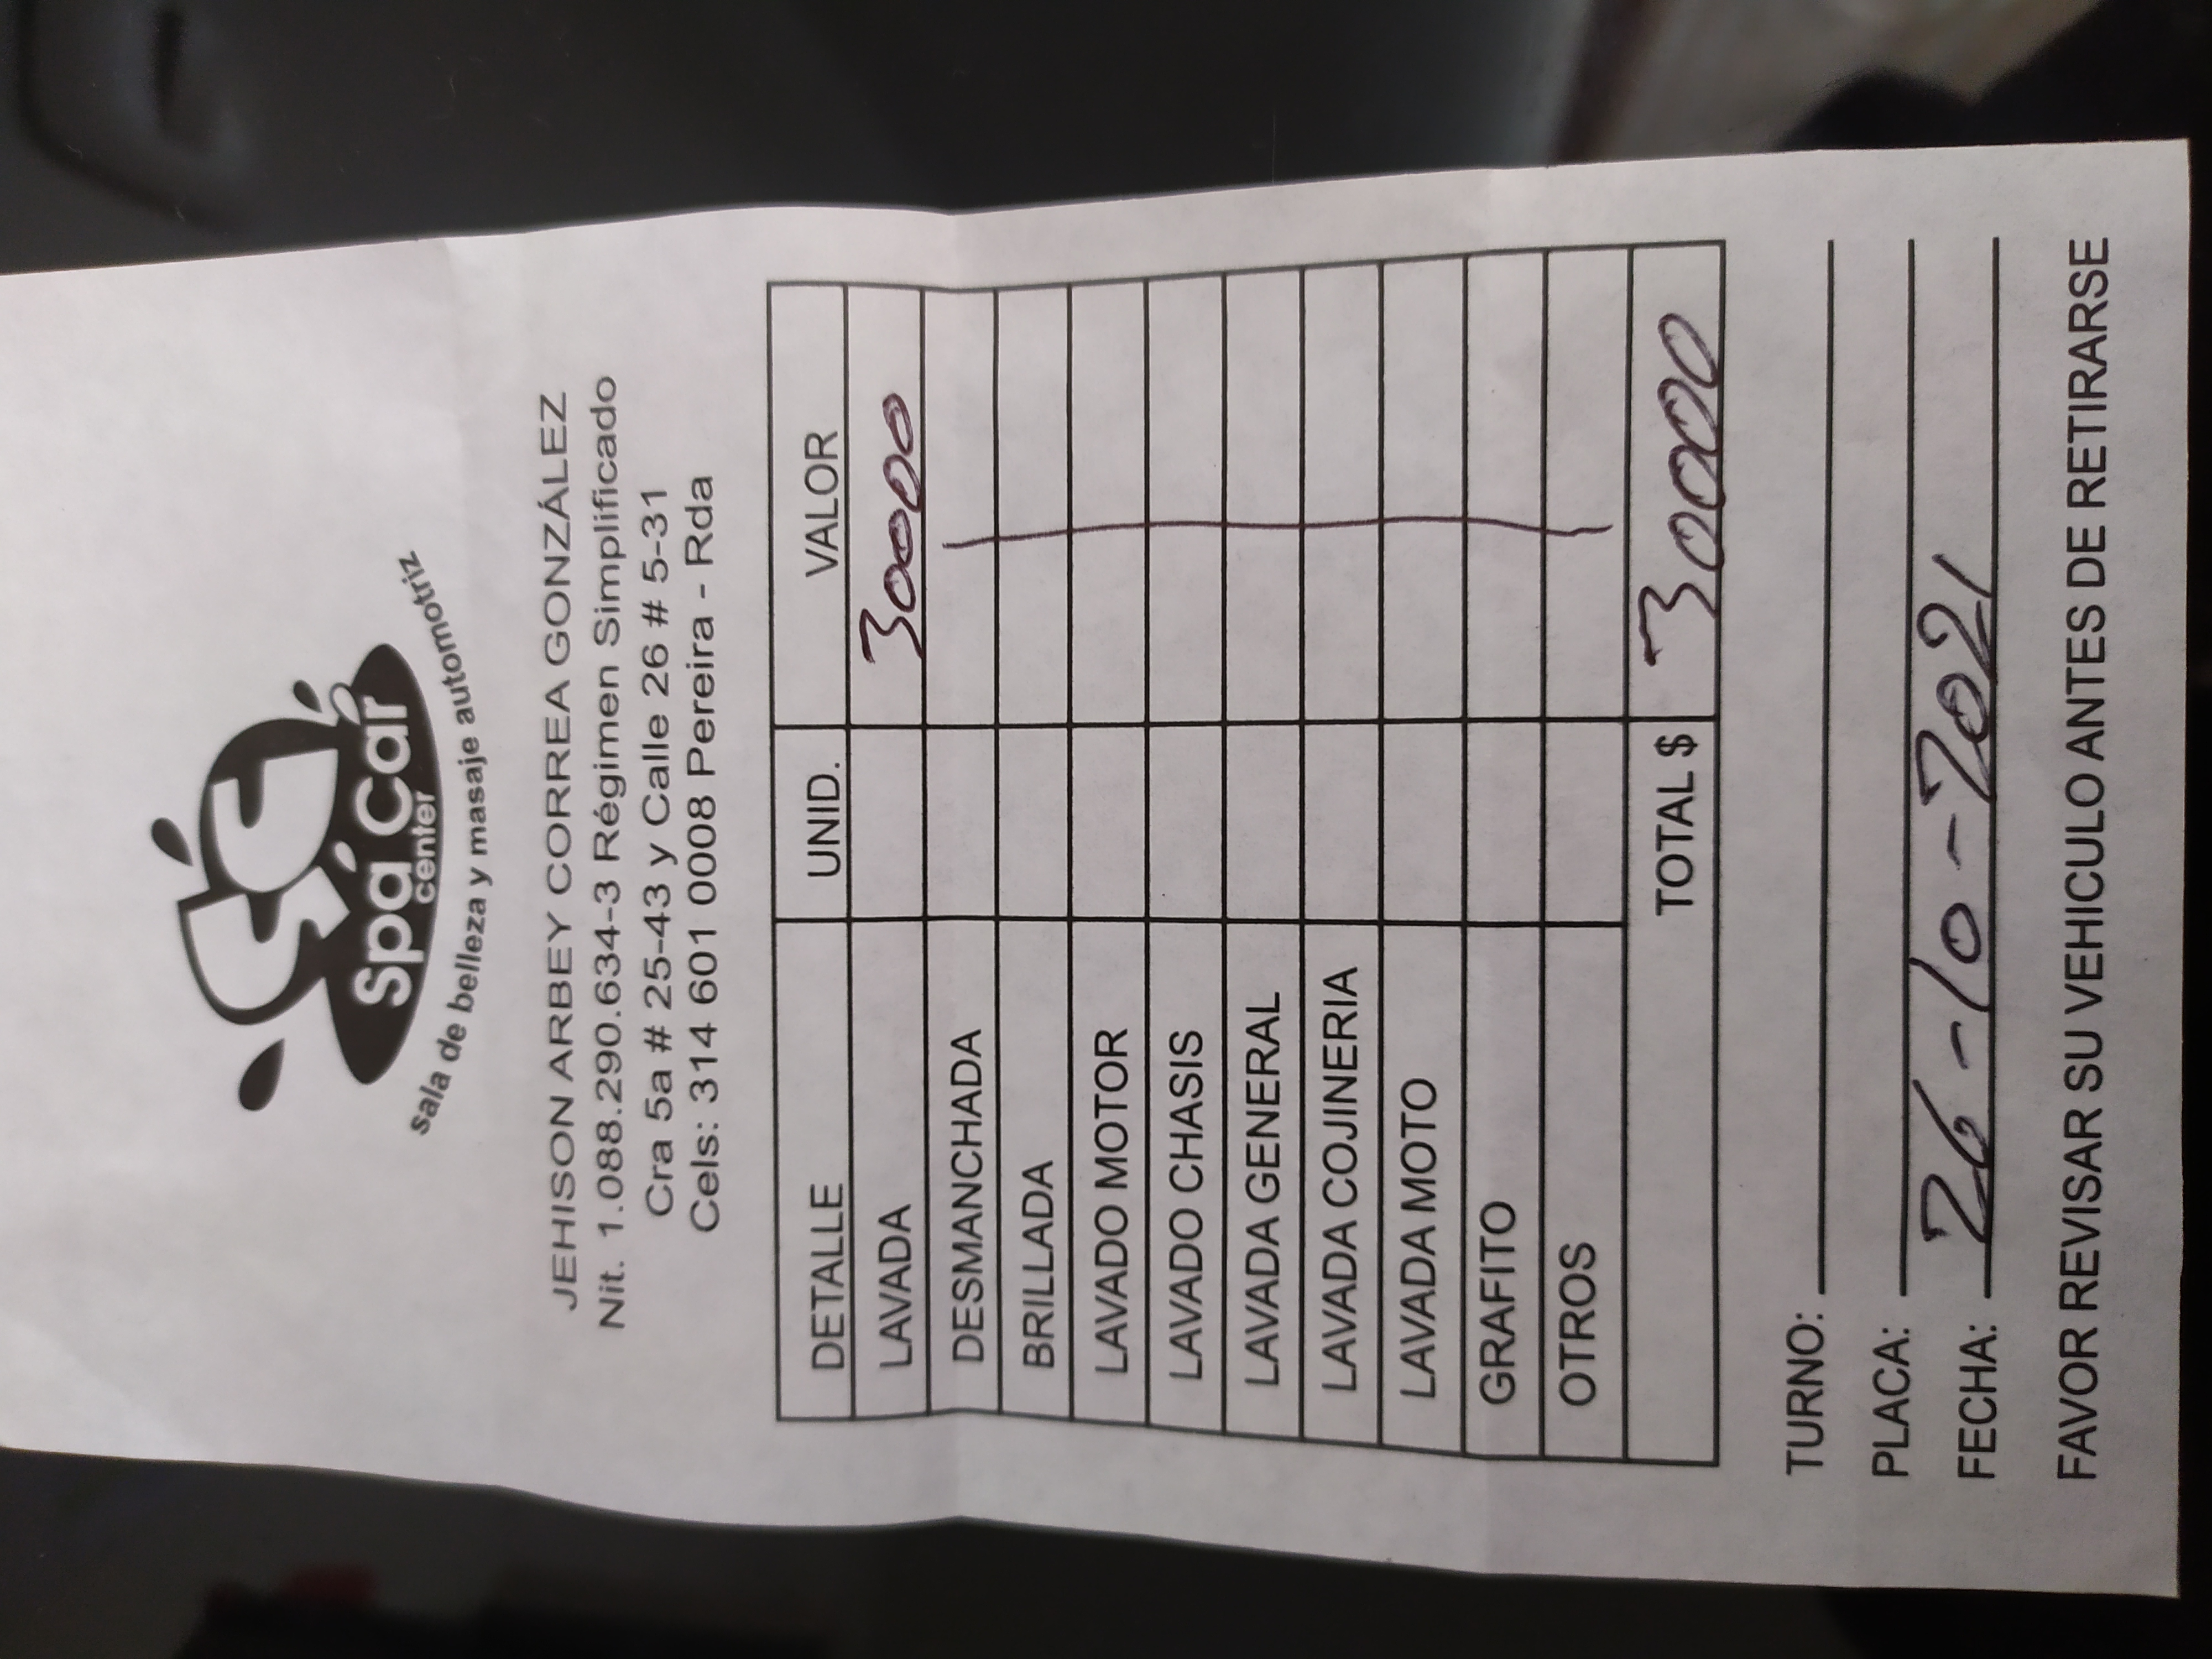 SC
Spa Car
center
sala de belleza y masaje automotriz
JEHISON ARBEY CORREA GONZÁLEZ
Nit. 1.088.290.634-3 Régimen Simplificado
Cra 5a # 25-43 y Calle 26 # 5-31
Cels: 314 601 0008 Pereira - Rda
DETALLE UNID. VALOR
LAVADA 30000
DESMANCHADA
BRILLADA
LAVADO MOTOR
LAVADO CHASIS
LAVADA GENERAL
LAVADA COJINERIA
LAVADA MOTO
GRAFITO
OTROS
TOTAL $ 30000
TURNO:
PLACA:
FECHA: 26-10-2021
FAVOR REVISAR SU VEHICULO ANTES DE RETIRARSE